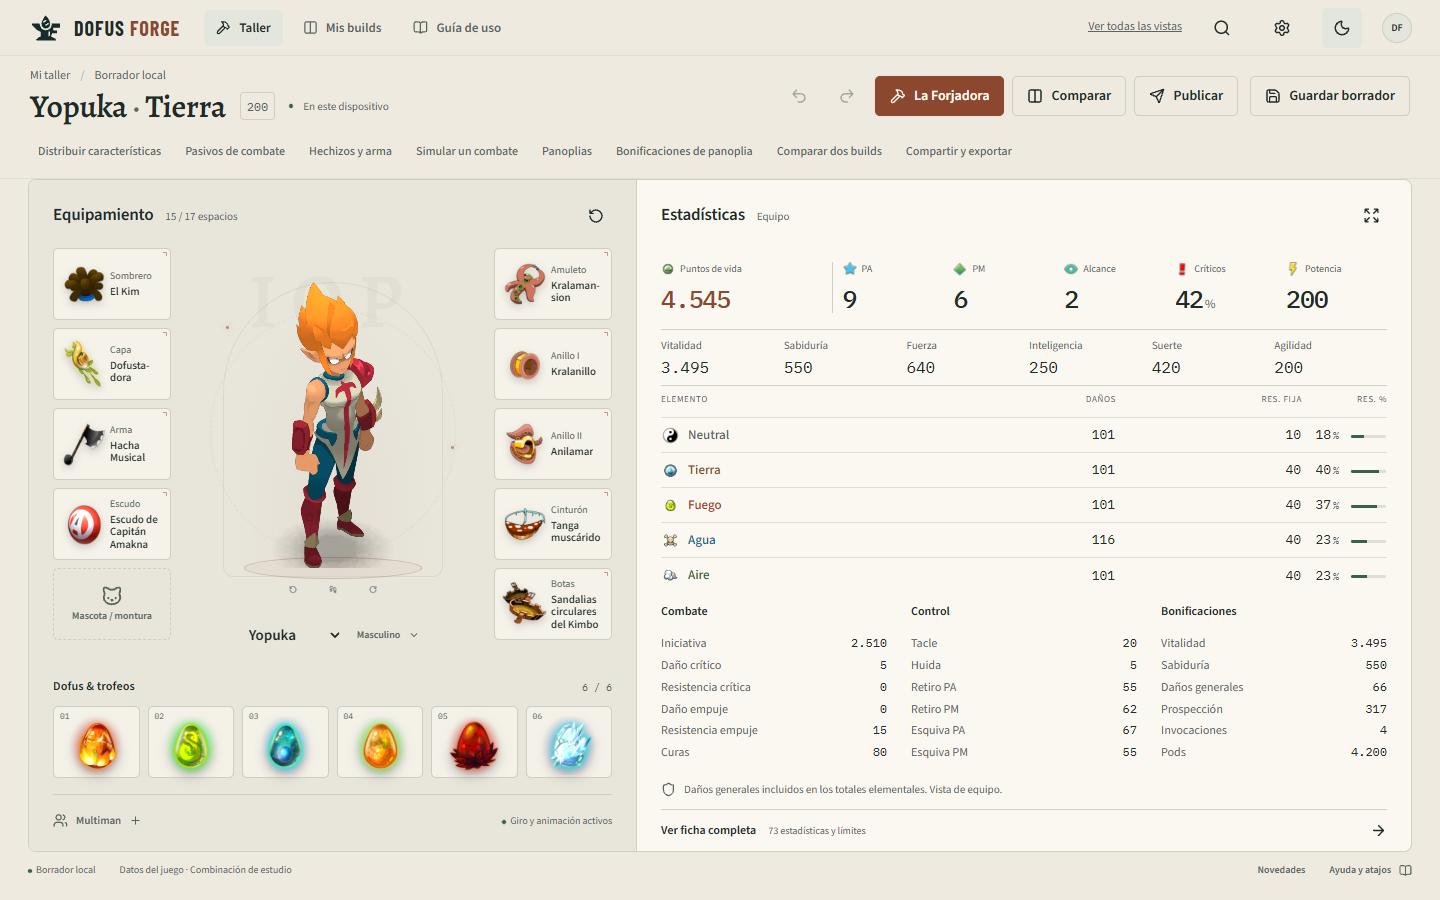 DOFUS FORGE
Taller
Mis builds
Guía de uso
Ver todas las vistas
DF
Mi taller / Borrador local
Yopuka · Tierra
200
• En este dispositivo
La Forjadora
Comparar
Publicar
Guardar borrador
Distribuir características
Pasivos de combate
Hechizos y arma
Simular un combate
Panoplias
Bonificaciones de panoplia
Comparar dos builds
Compartir y exportar
Equipamiento
15 / 17 espacios
Sombrero
El Kim
Capa
Dofusta-
dora
Arma
Hacha
Musical
Escudo
Escudo de
Capitán
Amakna
Mascota / montura
IOP
Yopuka
Masculino
Amuleto
Kralaman-
sion
Anillo I
Kralanillo
Anillo II
Anilamar
Cinturón
Tanga
muscárido
Botas
Sandalias
circulares
del Kimbo
Dofus & trofeos
6 / 6
01
02
03
04
05
06
Multiman +
• Giro y animación activos
Estadísticas
Equipo
Puntos de vida
4.545
PA
9
PM
6
Alcance
2
Críticos
42%
Potencia
200
Vitalidad
3.495
Sabiduría
550
Fuerza
640
Inteligencia
250
Suerte
420
Agilidad
200
ELEMENTO DAÑOS RES. FIJA RES. %
Neutral 101 10 18%
Tierra 101 40 40%
Fuego 101 40 37%
Agua 116 40 23%
Aire 101 40 23%
Combate
Iniciativa 2.510
Daño crítico 5
Resistencia crítica 0
Daño empuje 0
Resistencia empuje 15
Curas 80
Control
Tacle 20
Huida 5
Retiro PA 55
Retiro PM 62
Esquiva PA 67
Esquiva PM 55
Bonificaciones
Vitalidad 3.495
Sabiduría 550
Daños generales 66
Prospección 317
Invocaciones 4
Pods 4.200
Daños generales incluidos en los totales elementales. Vista de equipo.
Ver ficha completa
73 estadísticas y límites
• Borrador local
Datos del juego · Combinación de estudio
Novedades
Ayuda y atajos